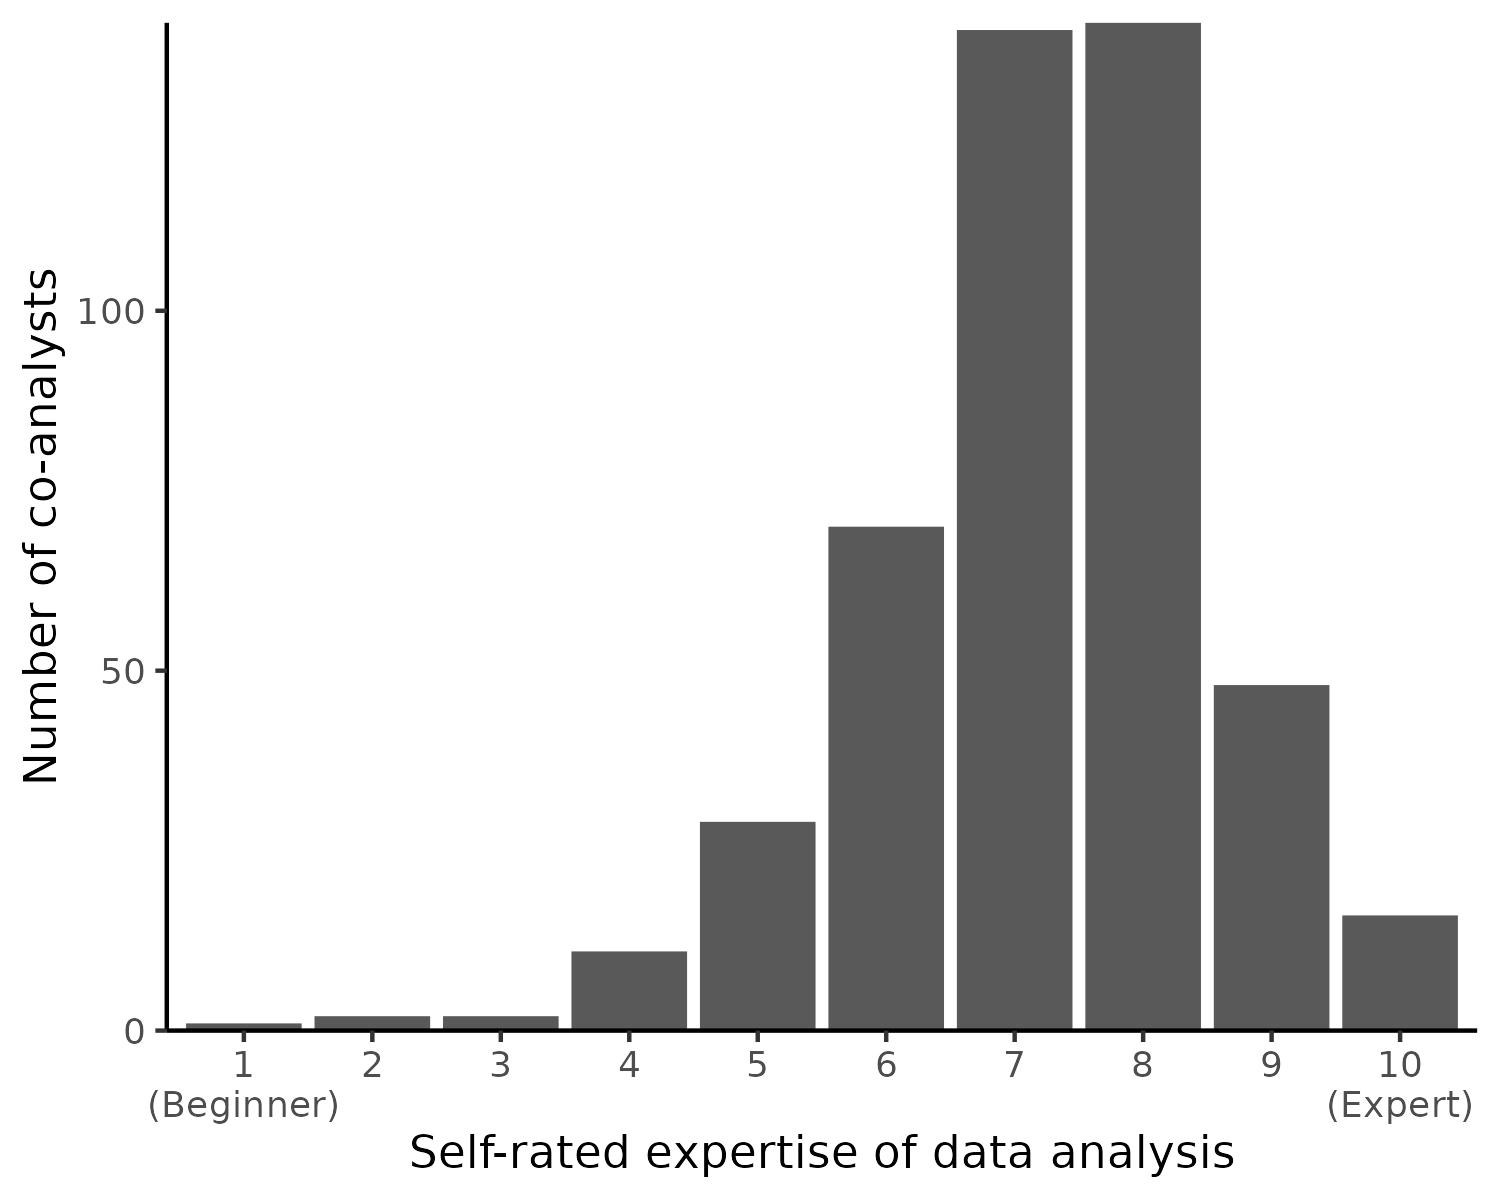 Number of co-analysts
100
50
0
1 2 3 4 5 6 7 8 9 10
(Beginner) (Expert)
Self-rated expertise of data analysis